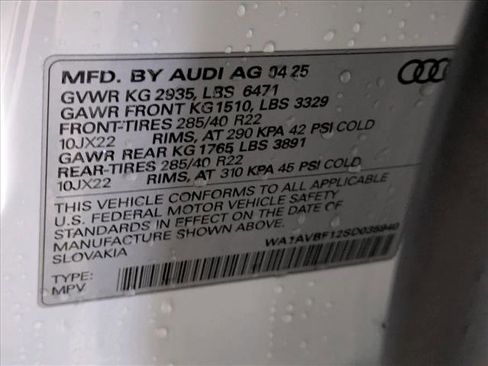 MFD. BY AUDI AG 04 25
GVWR KG 2935, LBS 6471
GAWR FRONT KG1510, LBS 3329
FRONT-TIRES 285/40 R22
10JX22 RIMS, AT 290 KPA 42 PSI COLD
GAWR REAR KG 1765 LBS 3891
REAR-TIRES 285/40 R22
10JX22 RIMS, AT 310 KPA 45 PSI COLD
THIS VEHICLE CONFORMS TO ALL APPLICABLE
U.S. FEDERAL MOTOR VEHICLE SAFETY
STANDARDS IN EFFECT ON THE DATE OF
MANUFACTURE SHOWN ABOVE.
SLOVAKIA
TYPE:
MPV